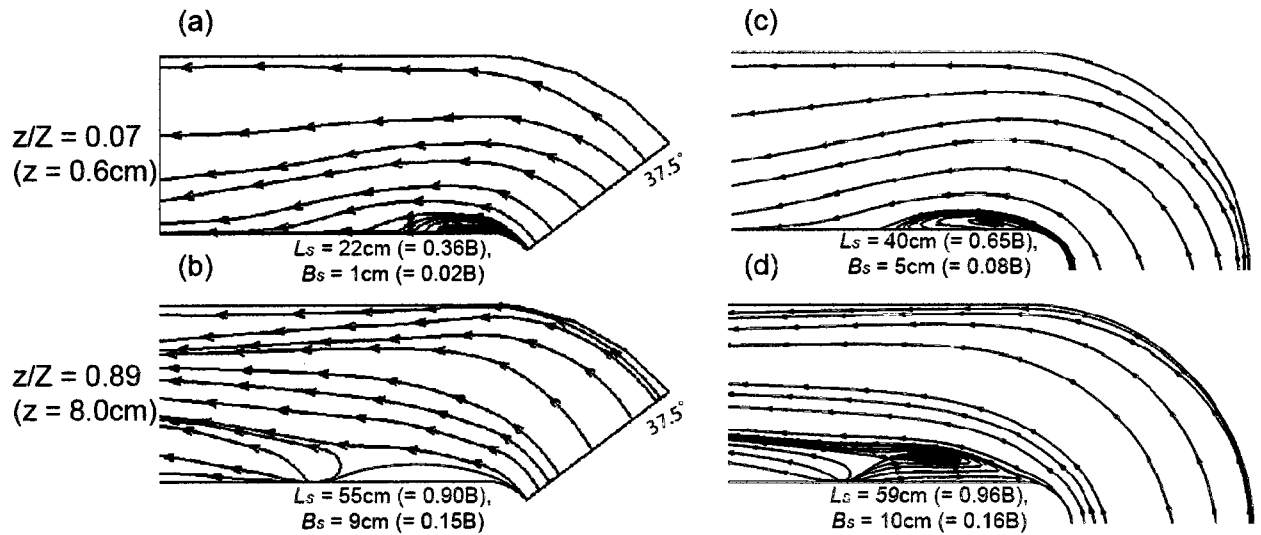 (a)
(c)
z/Z = 0.07
(z = 0.6cm)
37.5°
Ls = 22cm (= 0.36B),
Bs = 1cm (= 0.02B)
Ls = 40cm (= 0.65B),
Bs = 5cm (= 0.08B)
(b)
(d)
z/Z = 0.89
(z = 8.0cm)
37.5°
Ls = 55cm (= 0.90B),
Bs = 9cm (= 0.15B)
Ls = 59cm (= 0.96B),
Bs = 10cm (= 0.16B)